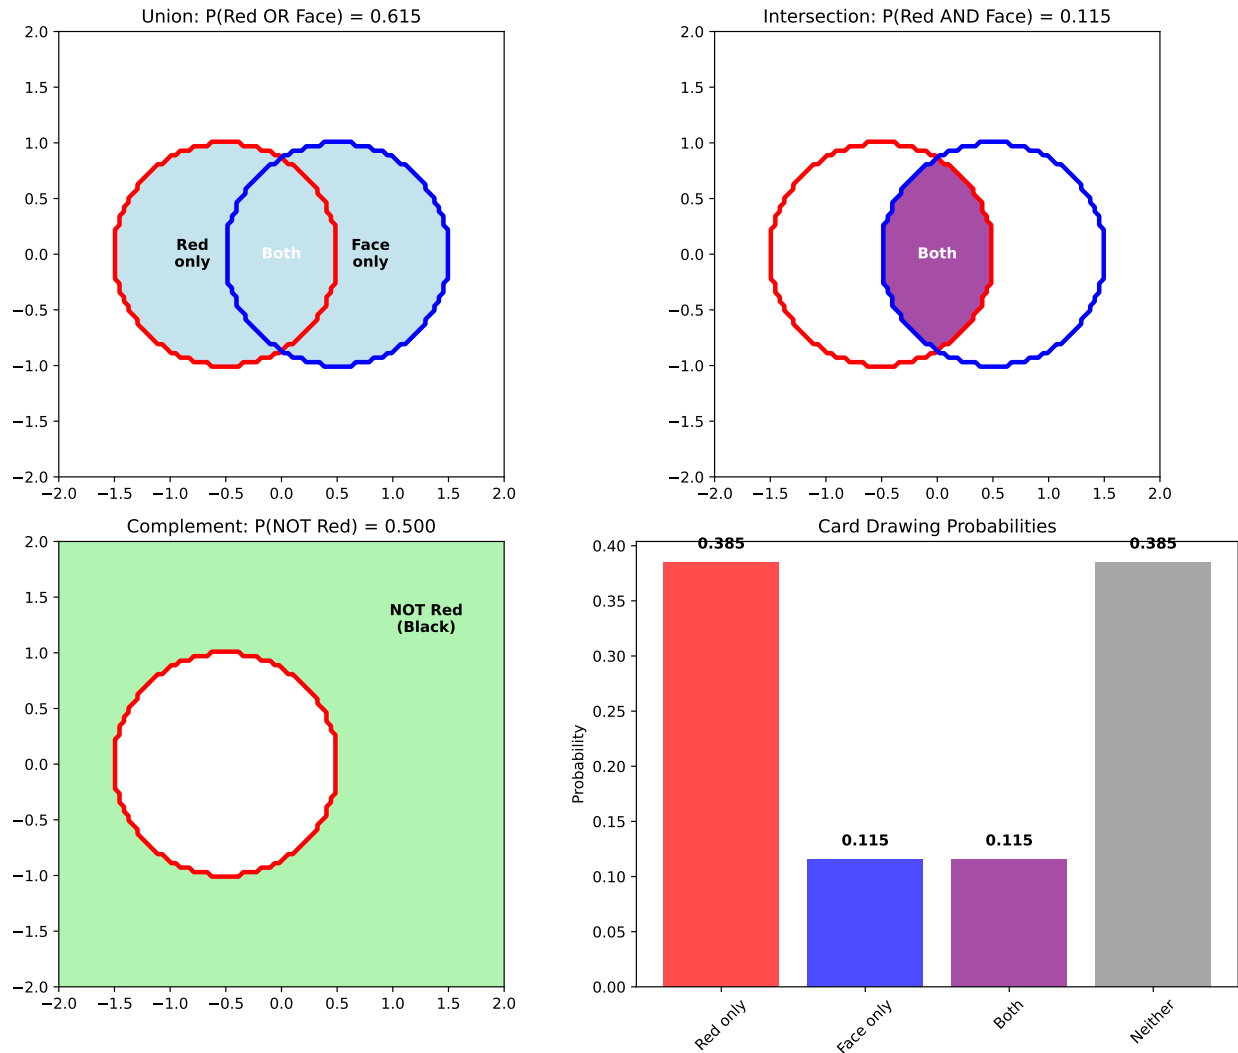 Union: P(Red OR Face) = 0.615
2.0
1.5
1.0
0.5
0.0
−0.5
−1.0
−1.5
−2.0
Red
only
Both
Face
only
−2.0 −1.5 −1.0 −0.5 0.0 0.5 1.0 1.5 2.0
Intersection: P(Red AND Face) = 0.115
2.0
1.5
1.0
0.5
0.0
−0.5
−1.0
−1.5
−2.0
Both
−2.0 −1.5 −1.0 −0.5 0.0 0.5 1.0 1.5 2.0
Complement: P(NOT Red) = 0.500
2.0
1.5
1.0
0.5
0.0
−0.5
−1.0
−1.5
−2.0
NOT Red
(Black)
−2.0 −1.5 −1.0 −0.5 0.0 0.5 1.0 1.5 2.0
Card Drawing Probabilities
Probability
0.40
0.35
0.30
0.25
0.20
0.15
0.10
0.05
0.00
0.385
0.115
0.115
0.385
Red only
Face only
Both
Neither